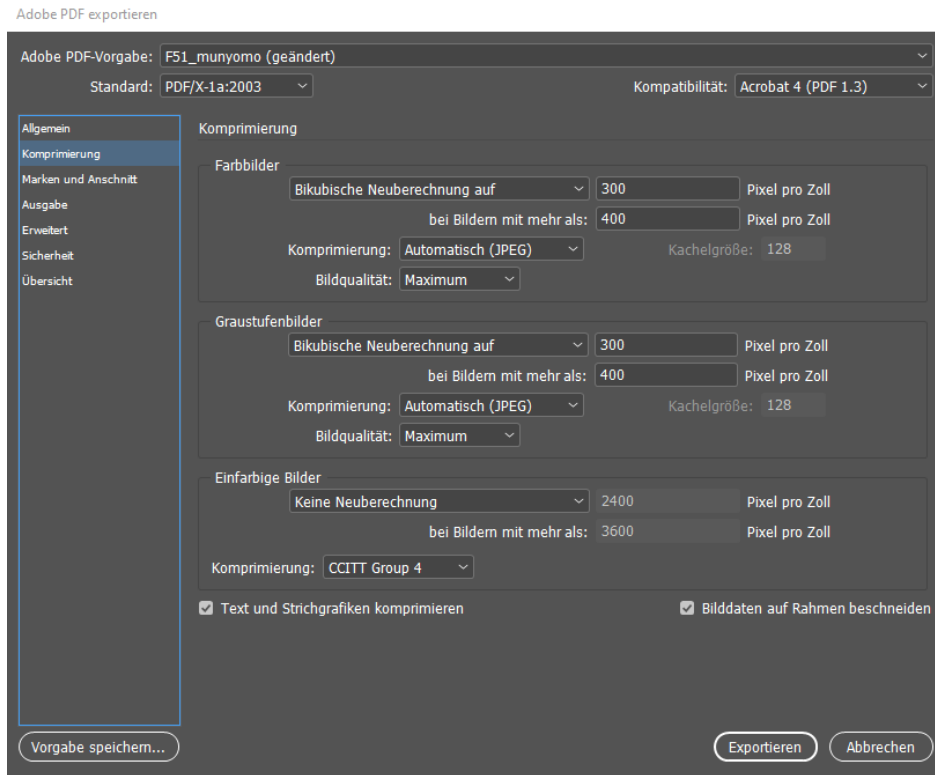 Adobe PDF exportieren
Adobe PDF-Vorgabe: F51_munyomo (geändert)
Standard: PDF/X-1a:2003 Kompatibilität: Acrobat 4 (PDF 1.3)
Allgemein
Komprimierung
Marken und Anschnitt
Ausgabe
Erweitert
Sicherheit
Übersicht
Komprimierung
Farbbilder
Bikubische Neuberechnung auf 300 Pixel pro Zoll
bei Bildern mit mehr als: 400 Pixel pro Zoll
Komprimierung: Automatisch (JPEG) Kachelgröße: 128
Bildqualität: Maximum
Graustufenbilder
Bikubische Neuberechnung auf 300 Pixel pro Zoll
bei Bildern mit mehr als: 400 Pixel pro Zoll
Komprimierung: Automatisch (JPEG) Kachelgröße: 128
Bildqualität: Maximum
Einfarbige Bilder
Keine Neuberechnung 2400 Pixel pro Zoll
bei Bildern mit mehr als: 3600 Pixel pro Zoll
Komprimierung: CCITT Group 4
Text und Strichgrafiken komprimieren Bilddaten auf Rahmen beschneiden
Vorgabe speichern... Exportieren Abbrechen